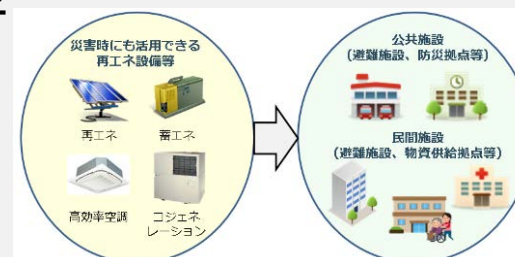 災害時にも活用できる
再エネ設備等
再エネ
蓄エネ
高効率空調
コジェネ
レーション
公共施設
(避難施設、防災拠点等)
民間施設
(避難施設、物資供給拠点等)